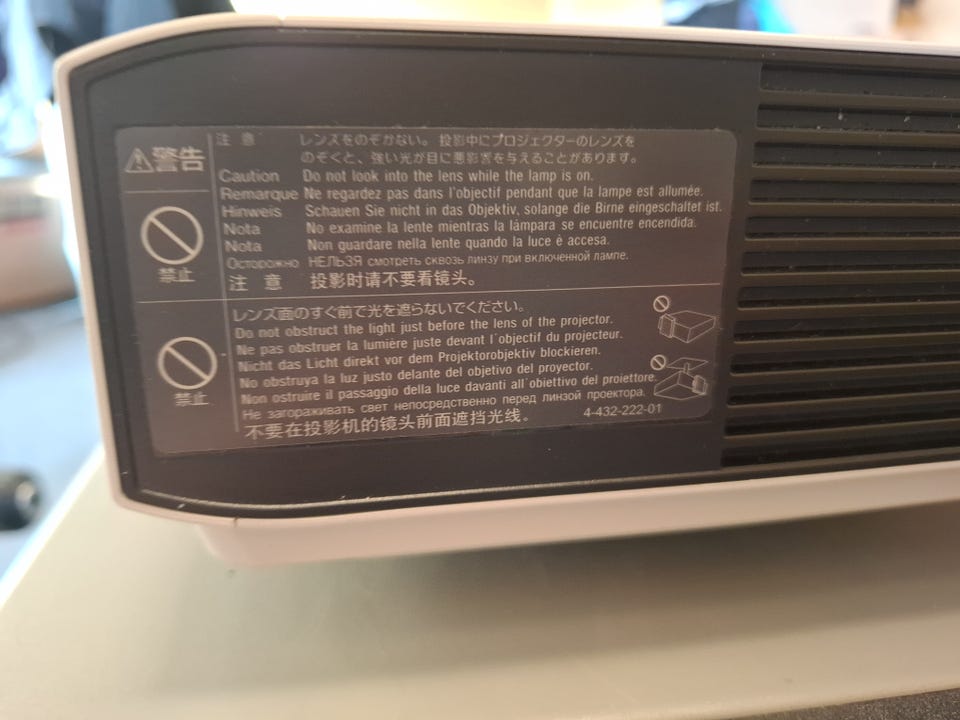 警告
禁止
注 意 レンズをのぞかない。投影中にプロジェクターのレンズを
のぞくと、強い光が目に悪影響を与えることがあります。
Caution Do not look into the lens while the lamp is on.
Remarque Ne regardez pas dans l'objectif pendant que la lampe est allumée.
Hinweis Schauen Sie nicht in das Objektiv, solange die Birne eingeschaltet ist.
Nota No examine la lente mientras la lámpara se encuentre encendida.
Nota Non guardare nella lente quando la luce è accesa.
Осторожно НЕЛЬЗЯ смотреть сквозь линзу при включенной лампе.
注 意 投影时请不要看镜头。
禁止
レンズ面のすぐ前で光を遮らないでください。
Do not obstruct the light just before the lens of the projector.
Ne pas obstruer la lumière juste devant l'objectif du projecteur.
Nicht das Licht direkt vor dem Projektorobjektiv blockieren.
No obstruya la luz justo delante del objetivo del proyector.
Non ostruire il passaggio della luce davanti all'obiettivo del proiettore.
Не загораживать свет непосредственно перед линзой проектора.
不要在投影机的镜头前面遮挡光线。
4-432-222-01